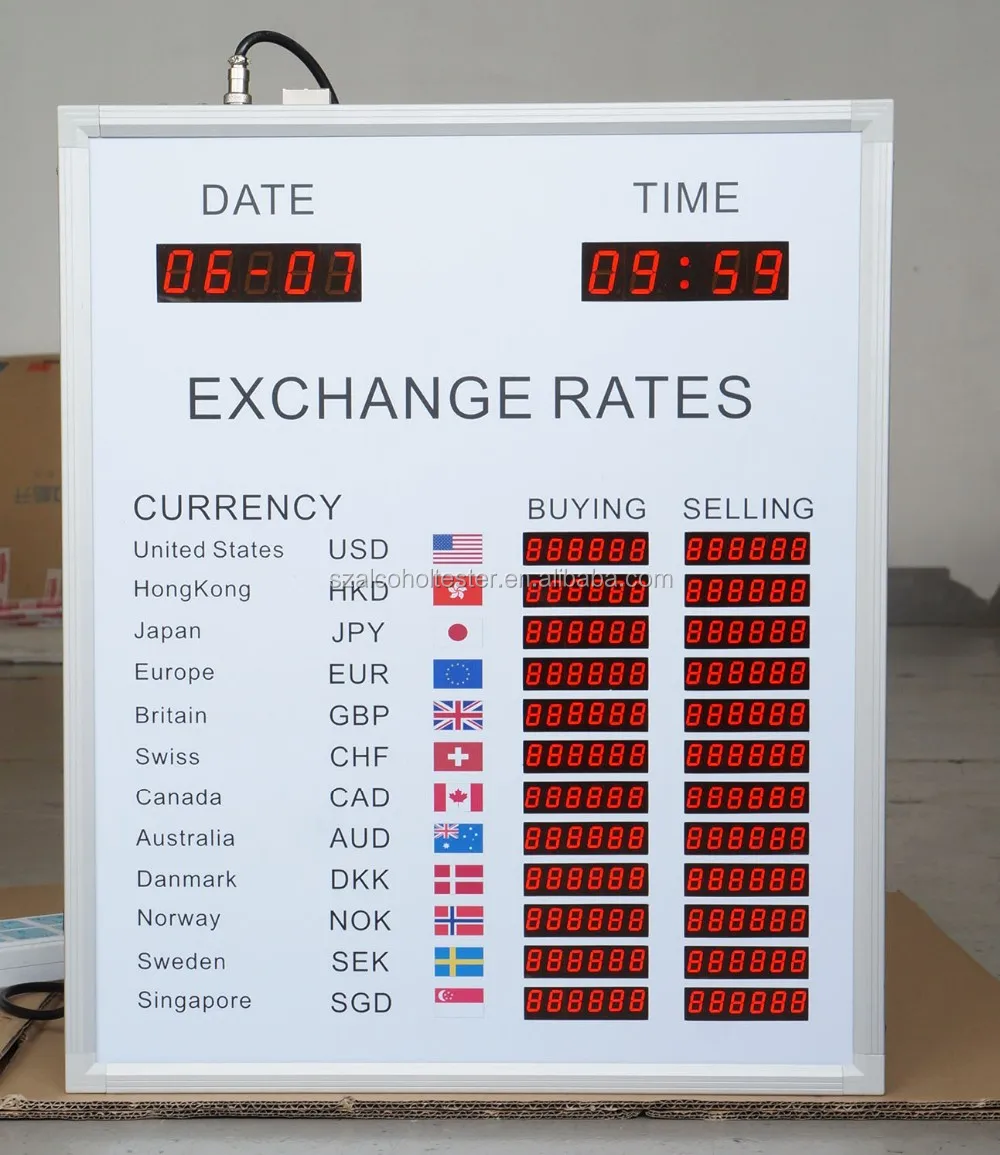 DATE TIME
06-07 09:59
EXCHANGE RATES
CURRENCY BUYING SELLING
United States USD 888888 888888
szalcoholtester.en.alibaba.com
HongKong HKD 888888 888888
Japan JPY 888888 888888
Europe EUR 888888 888888
Britain GBP 888888 888888
Swiss CHF 888888 888888
Canada CAD 888888 888888
Australia AUD 888888 888888
Danmark DKK 888888 888888
Norway NOK 888888 888888
Sweden SEK 888888 888888
Singapore SGD 888888 888888